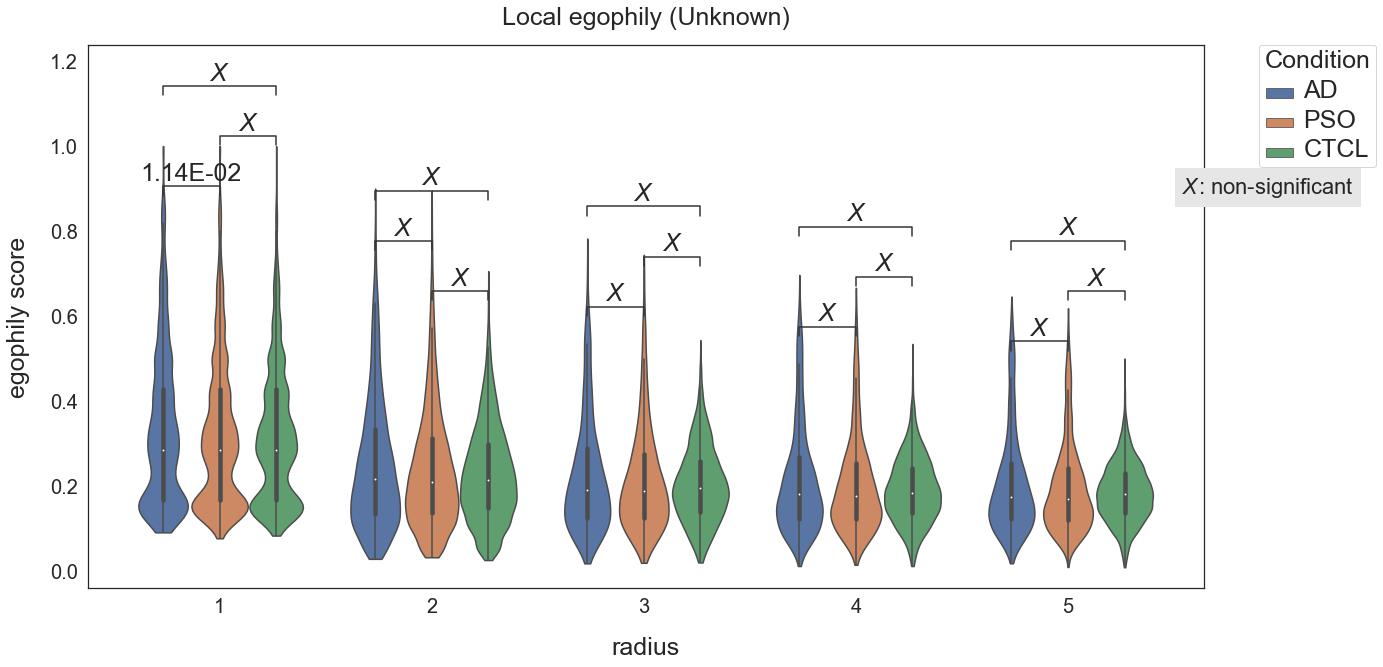 Local egophily (Unknown)
egophily score
1.2
1.0
0.8
0.6
0.4
0.2
0.0
X
X
1.14E-02
X
X
X
X
X
X
X
X
X
X
X
X
1
2
3
4
5
radius
Condition
AD
PSO
CTCL
X: non-significant